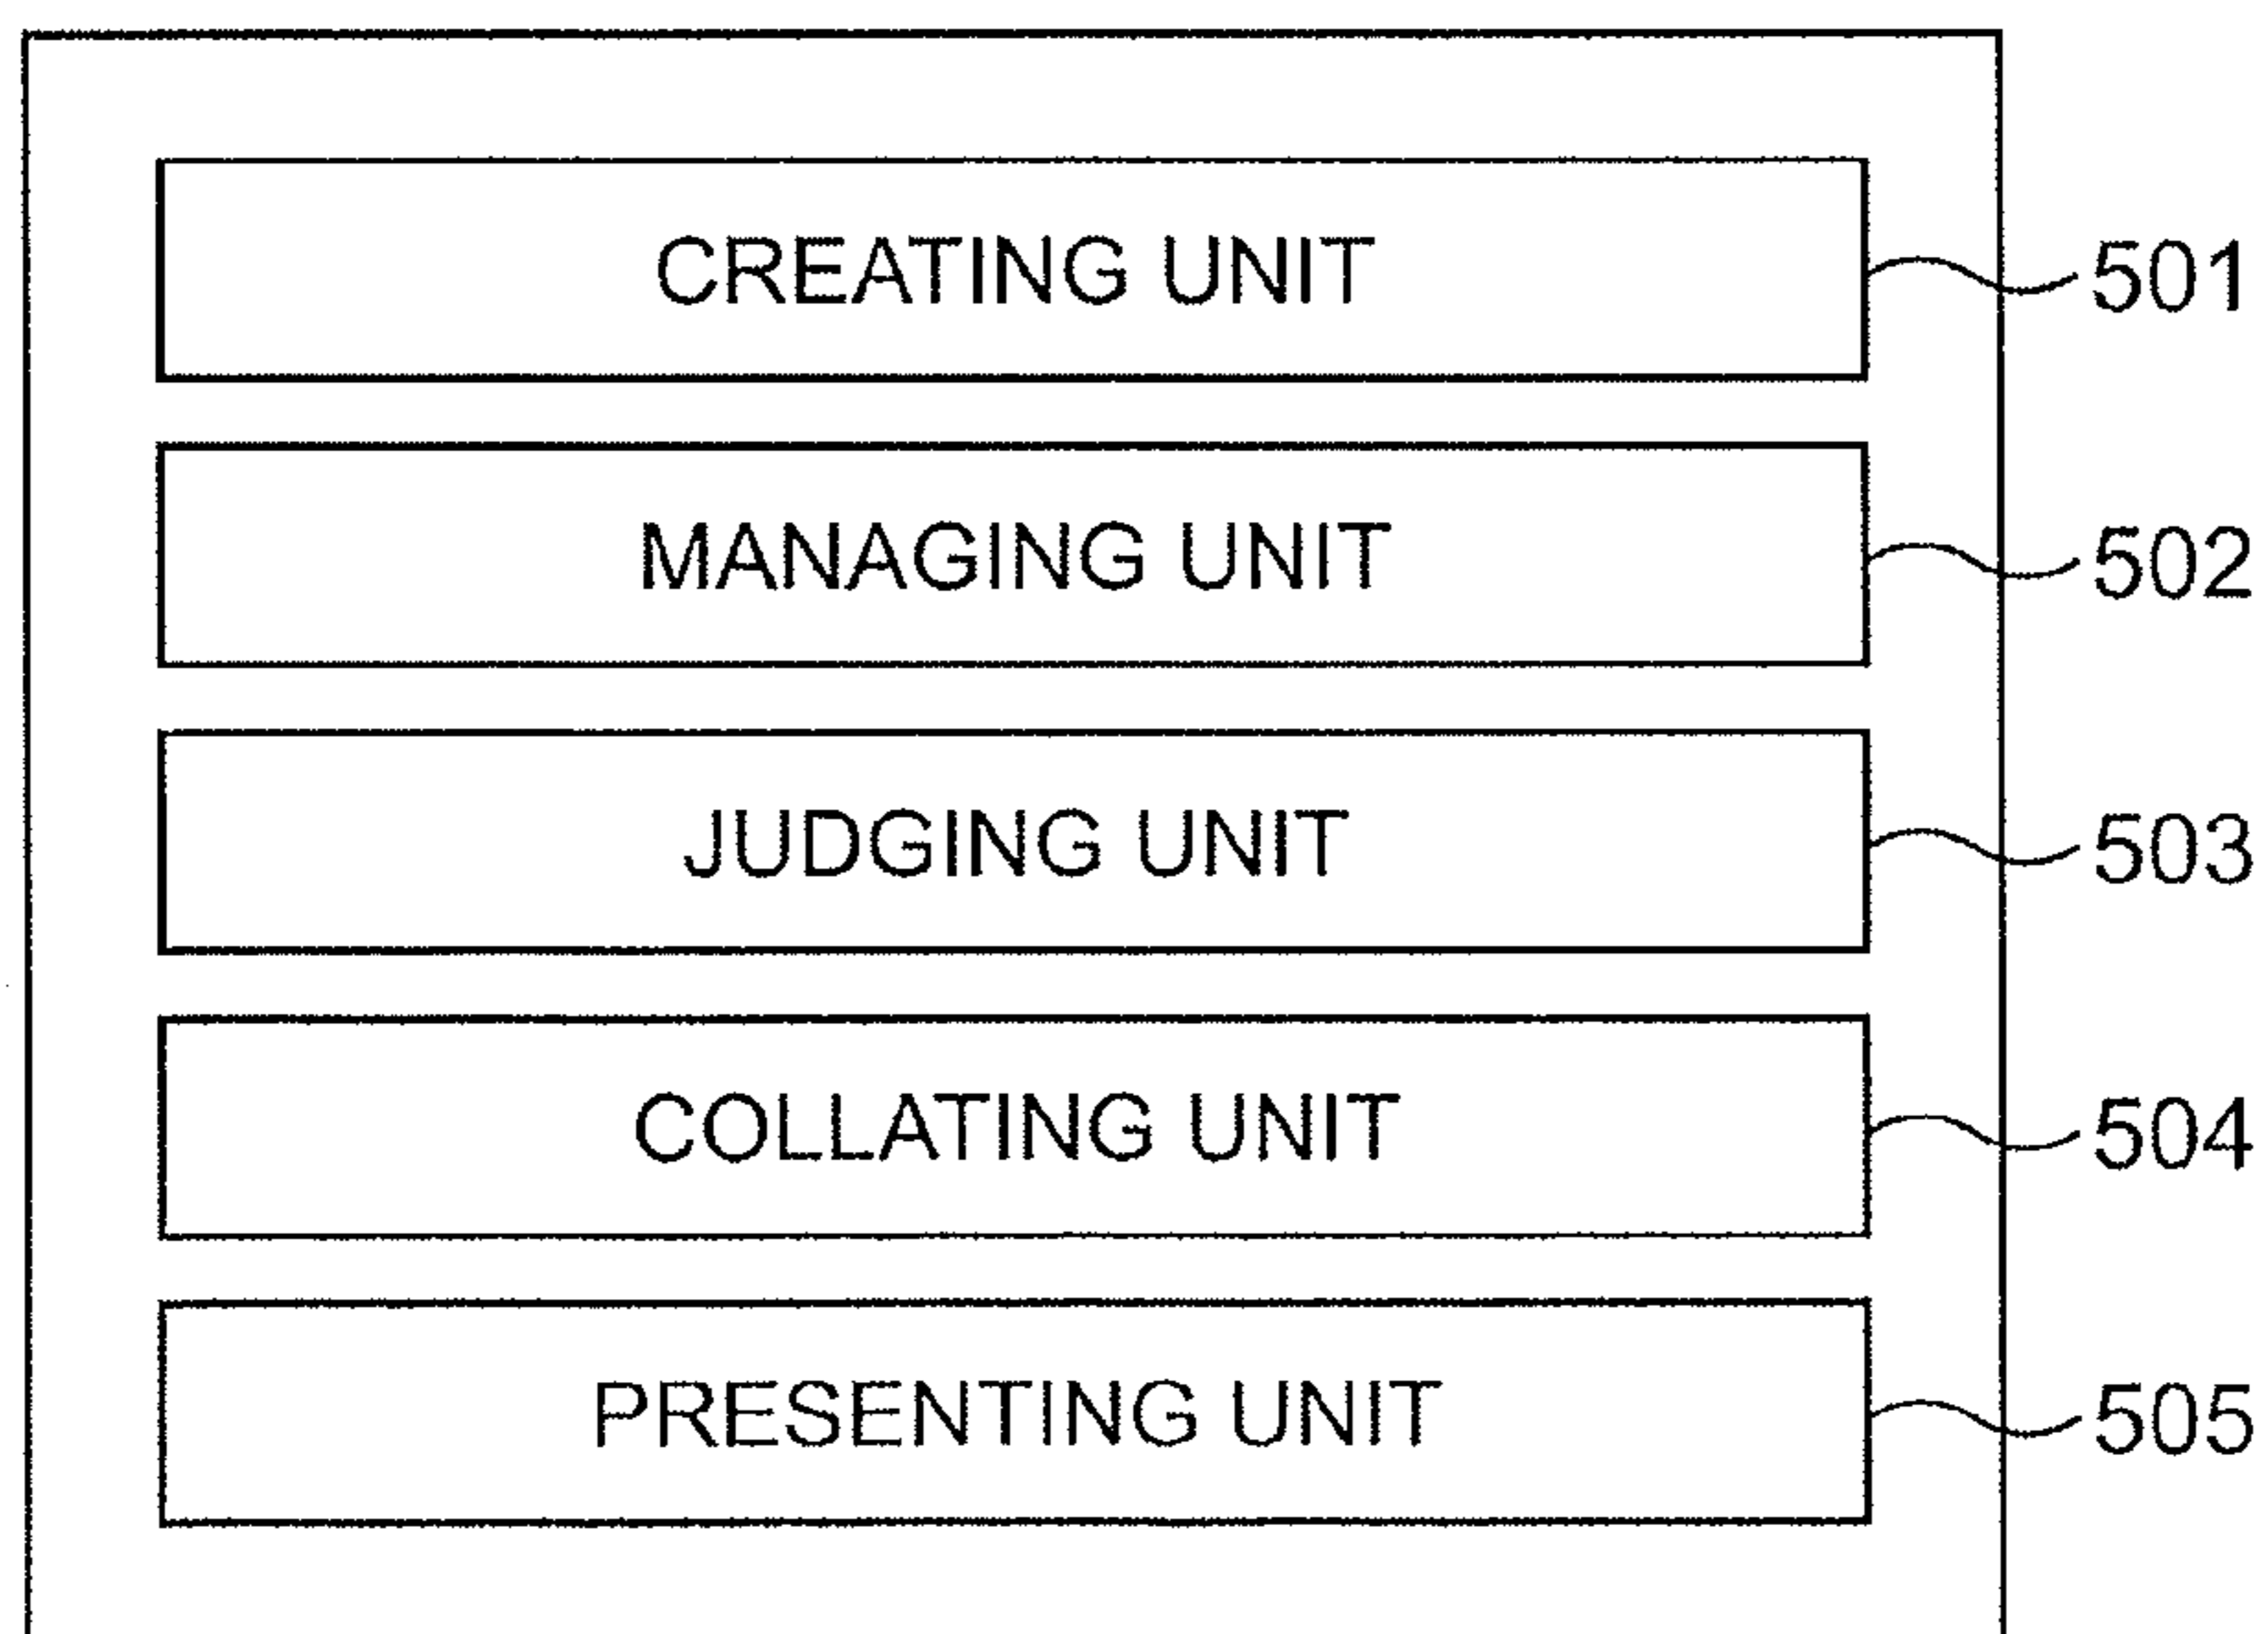 CREATING UNIT 501
MANAGING UNIT 502
JUDGING UNIT 503
COLLATING UNIT 504
PRESENTING UNIT 505